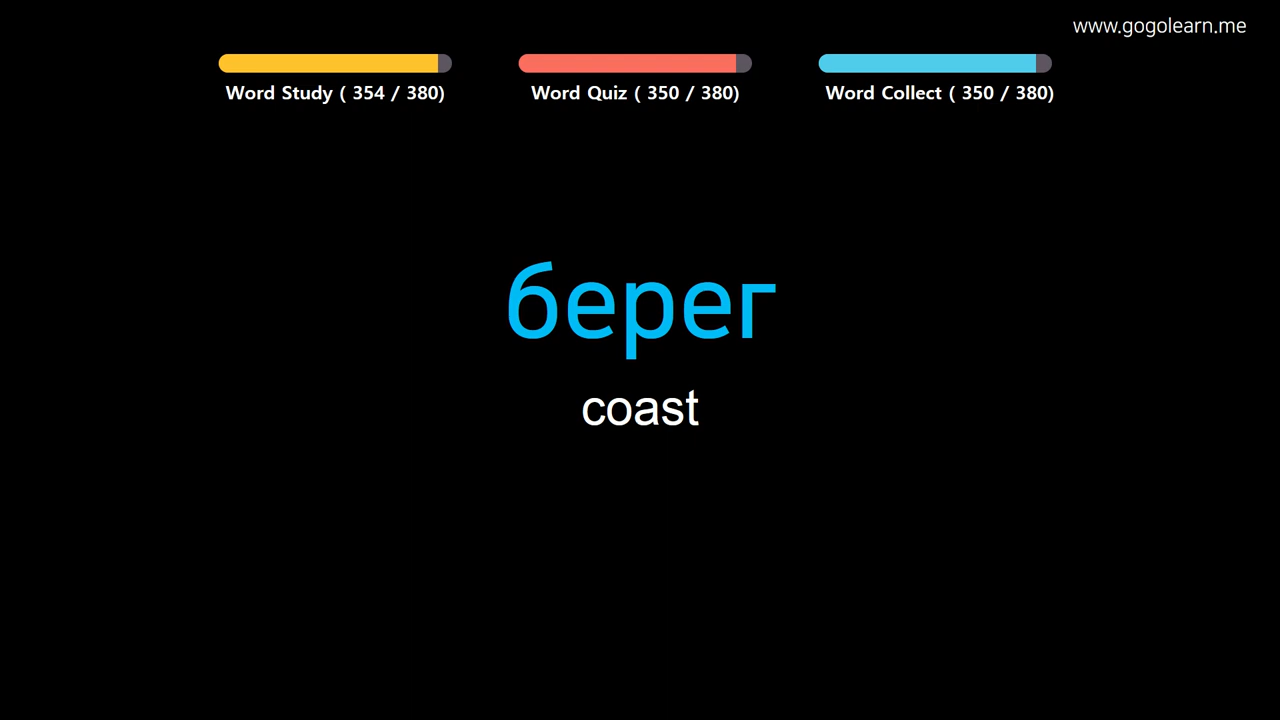 www.gogolearn.me
Word Study ( 354 / 380)
Word Quiz ( 350 / 380)
Word Collect ( 350 / 380)
берег
coast